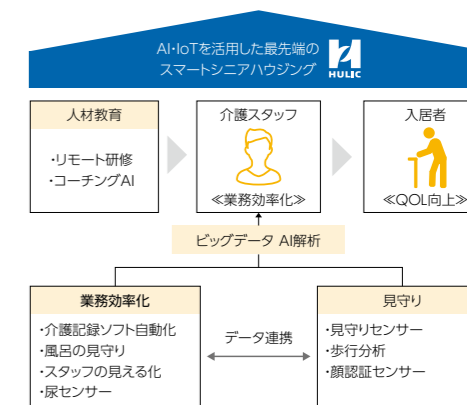 AI・IoTを活用した最先端の
スマートシニアハウジング
HULIC
人材教育
・リモート研修
・コーチングAI
介護スタッフ
≪業務効率化≫
入居者
≪QOL向上≫
ビッグデータ AI解析
業務効率化
・介護記録ソフト自動化
・風呂の見守り
・スタッフの見える化
・尿センサー
データ連携
見守り
・見守りセンサー
・歩行分析
・顔認証センサー